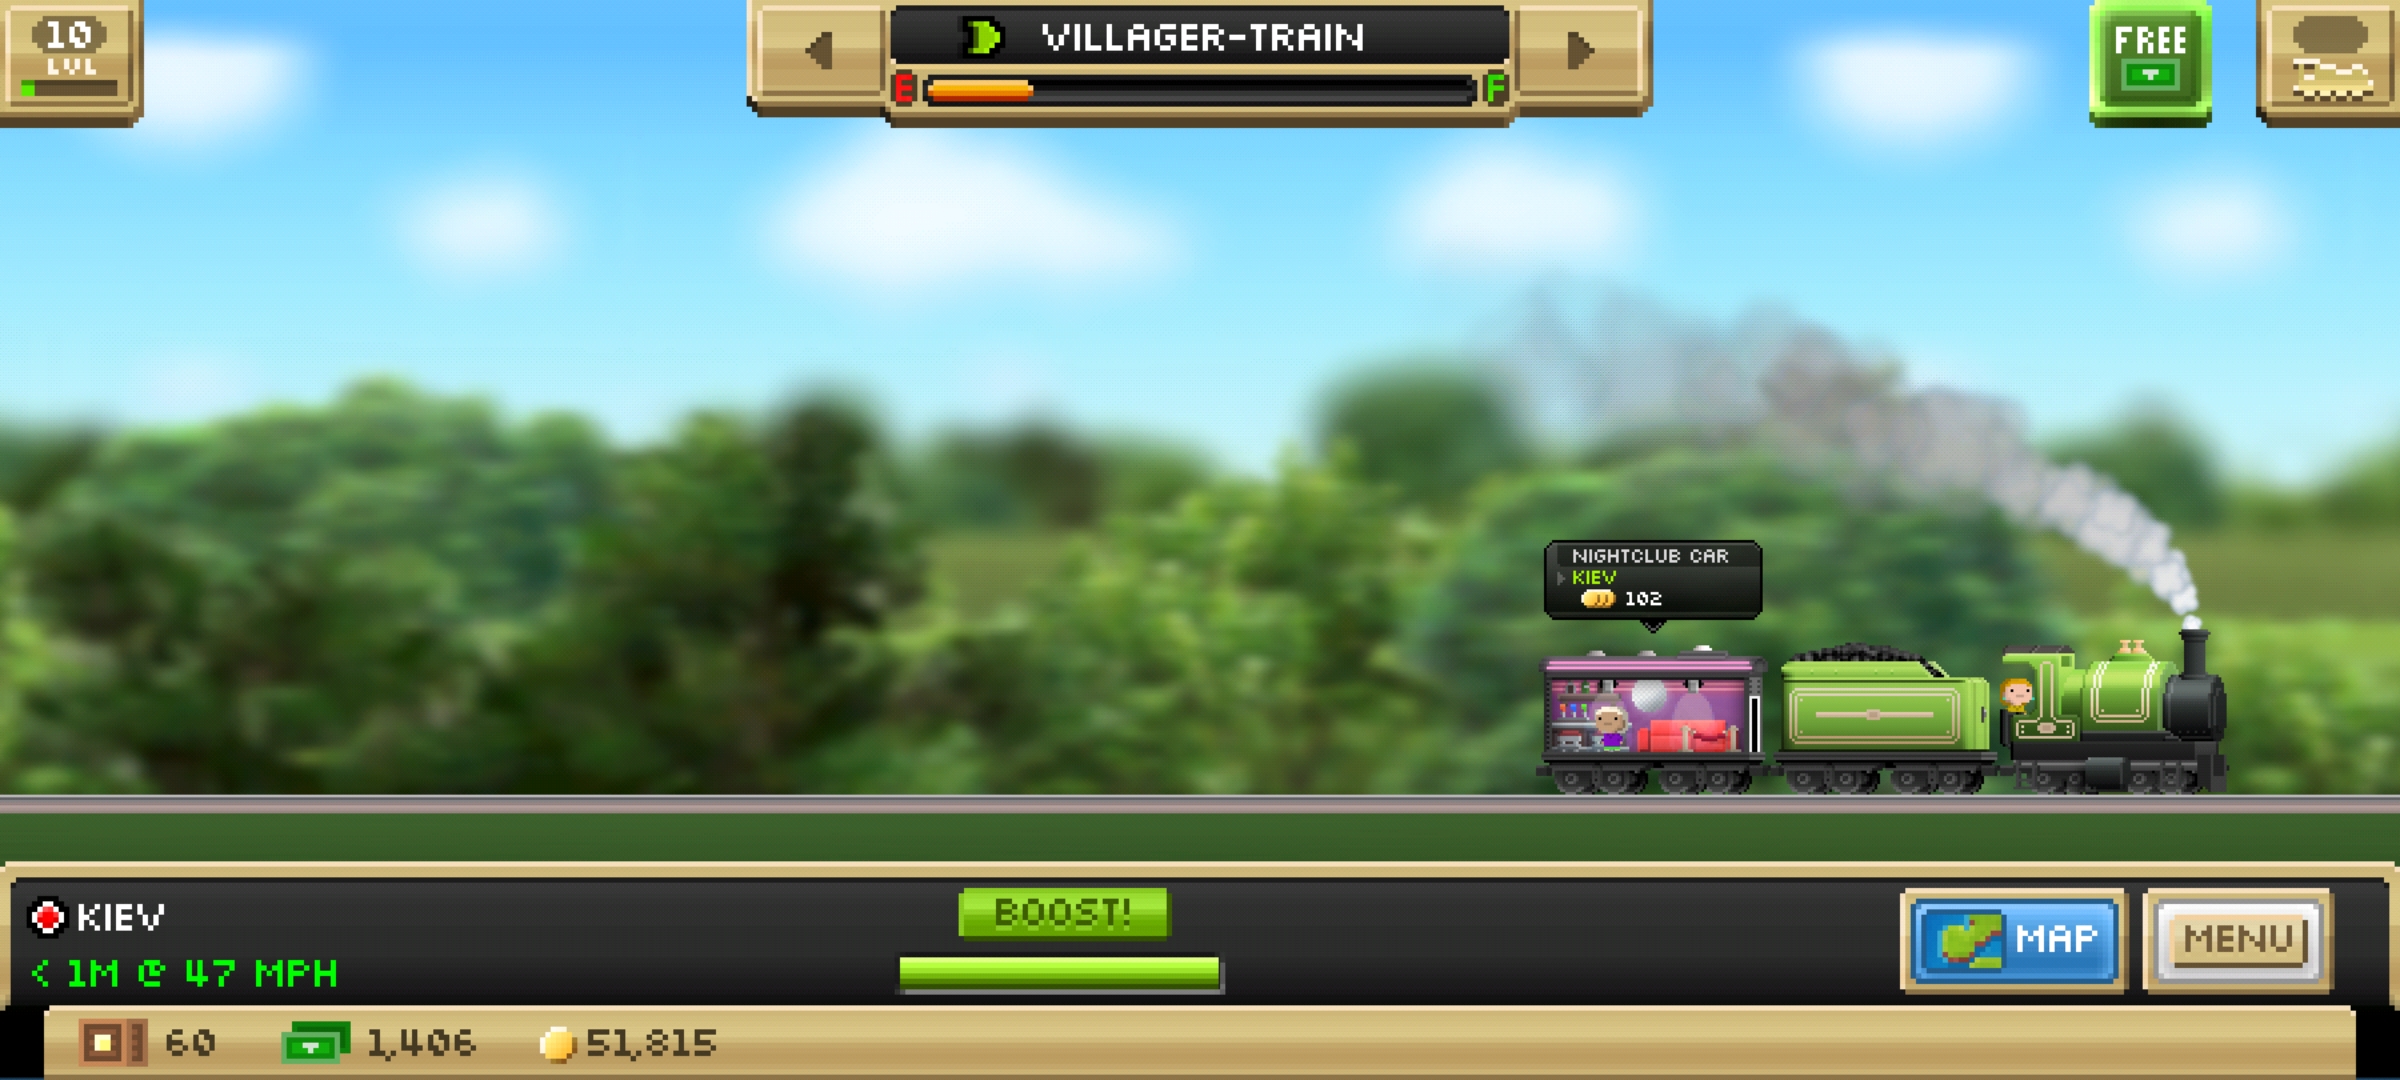 10
LVL
VILLAGER-TRAIN
E F
FREE
NIGHTCLUB CAR
KIEV
102
KIEV
< 1M @ 47 MPH
BOOST!
MAP
MENU
60
1,406
51,815